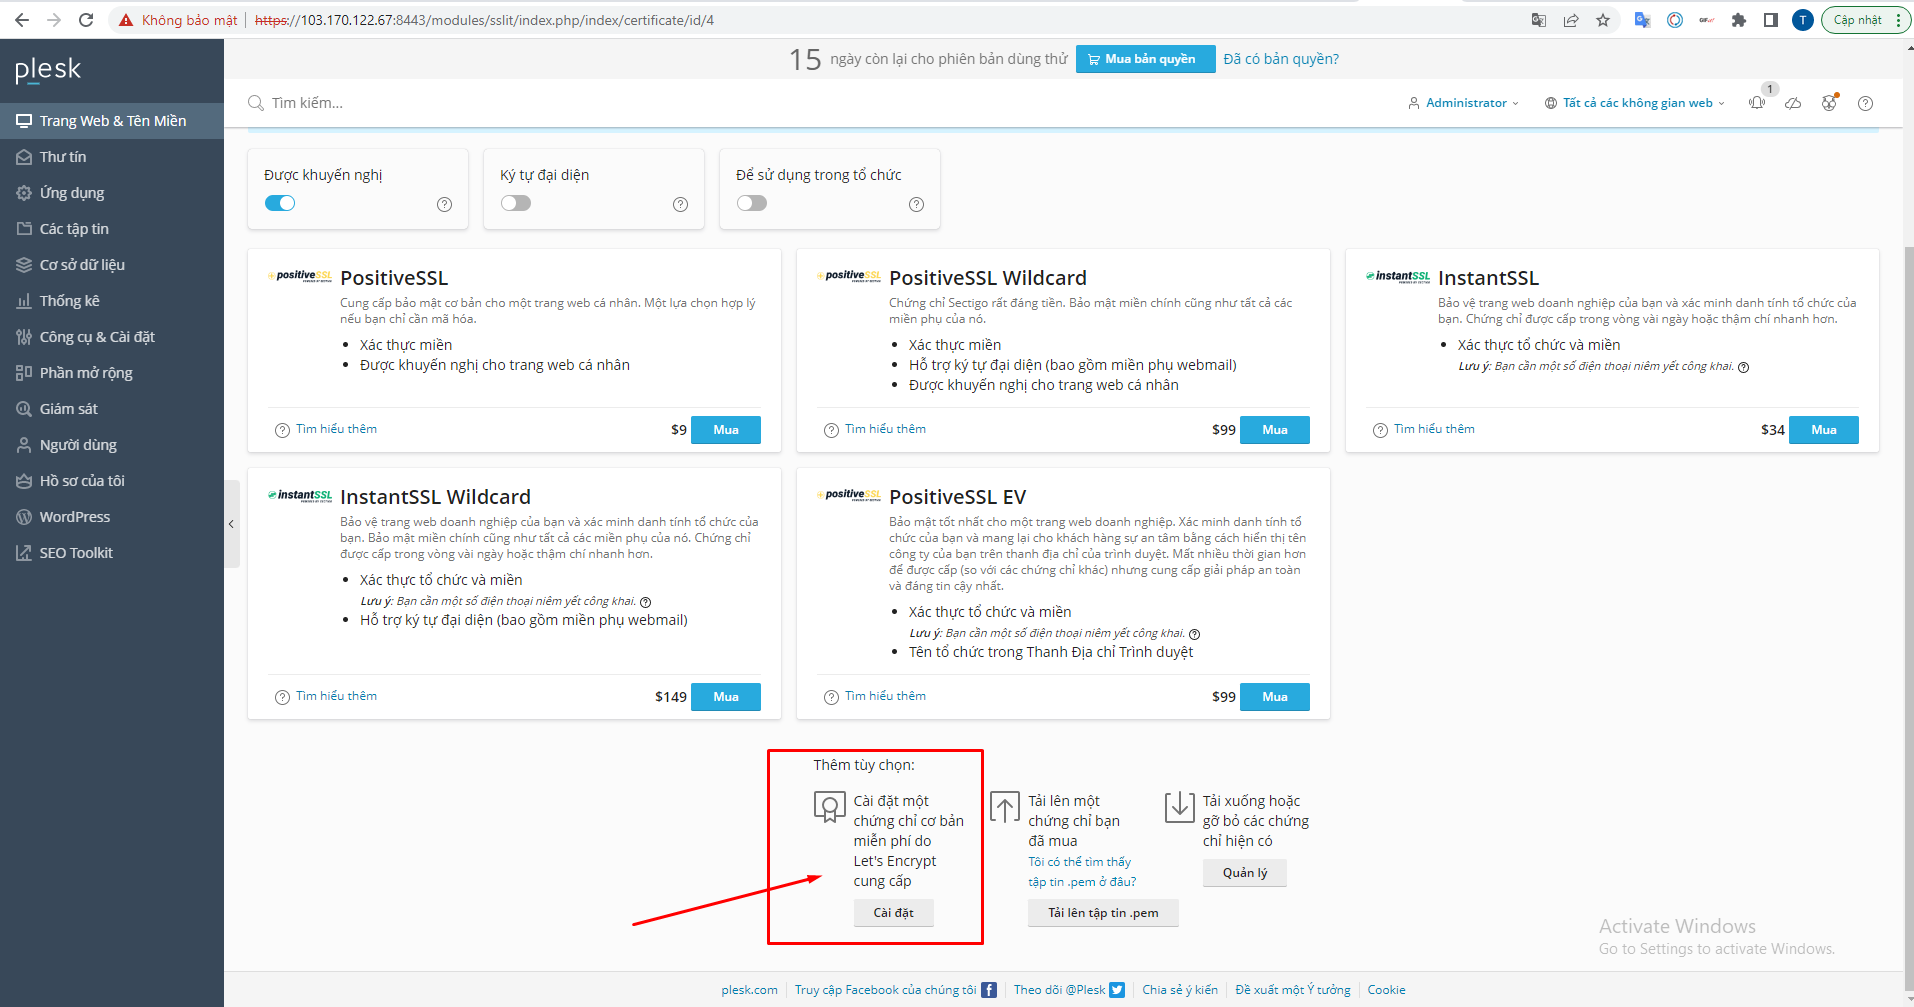 Không bảo mật
https://103.170.122.67:8443/modules/sslit/index.php/index/certificate/id/4
T
Cập nhật
plesk
15 ngày còn lại cho phiên bản dùng thử
Mua bản quyền
Đã có bản quyền?
Tìm kiếm...
Administrator
Tất cả các không gian web
1
Trang Web & Tên Miền
Thư tín
Ứng dụng
Các tập tin
Cơ sở dữ liệu
Thống kê
Công cụ & Cài đặt
Phần mở rộng
Giám sát
Người dùng
Hồ sơ của tôi
WordPress
SEO Toolkit
Được khuyến nghị
Ký tự đại diện
Để sử dụng trong tổ chức
positiveSSL
PositiveSSL
Cung cấp bảo mật cơ bản cho một trang web cá nhân. Một lựa chọn hợp lý
nếu bạn chỉ cần mã hóa.
Xác thực miền
Được khuyến nghị cho trang web cá nhân
Tìm hiểu thêm
$9
Mua
positiveSSL
PositiveSSL Wildcard
Chứng chỉ Sectigo rất đáng tiền. Bảo mật miền chính cũng như tất cả các
miền phụ của nó.
Xác thực miền
Hỗ trợ ký tự đại diện (bao gồm miền phụ webmail)
Được khuyến nghị cho trang web cá nhân
Tìm hiểu thêm
$99
Mua
instantSSL
InstantSSL
Bảo vệ trang web doanh nghiệp của bạn và xác minh danh tính tổ chức của
bạn. Chứng chỉ được cấp trong vòng vài ngày hoặc thậm chí nhanh hơn.
Xác thực tổ chức và miền
Lưu ý: Bạn cần một số điện thoại niêm yết công khai.
Tìm hiểu thêm
$34
Mua
instantSSL
InstantSSL Wildcard
Bảo vệ trang web doanh nghiệp của bạn và xác minh danh tính tổ chức của
bạn. Bảo mật miền chính cũng như tất cả các miền phụ của nó. Chứng chỉ
được cấp trong vòng vài ngày hoặc thậm chí nhanh hơn.
Xác thực tổ chức và miền
Lưu ý: Bạn cần một số điện thoại niêm yết công khai.
Hỗ trợ ký tự đại diện (bao gồm miền phụ webmail)
Tìm hiểu thêm
$149
Mua
positiveSSL
PositiveSSL EV
Bảo mật tốt nhất cho một trang web doanh nghiệp. Xác minh danh tính tổ
chức của bạn và mang lại cho khách hàng sự an tâm bằng cách hiển thị tên
công ty của bạn trên thanh địa chỉ của trình duyệt. Mất nhiều thời gian hơn
để được cấp (so với các chứng chỉ khác) nhưng cung cấp giải pháp an toàn
và đáng tin cậy nhất.
Xác thực tổ chức và miền
Lưu ý: Bạn cần một số điện thoại niêm yết công khai.
Tên tổ chức trong Thanh Địa chỉ Trình duyệt
Tìm hiểu thêm
$99
Mua
Thêm tùy chọn:
Cài đặt một
chứng chỉ cơ bản
miễn phí do
Let's Encrypt
cung cấp
Cài đặt
Tải lên một
chứng chỉ bạn
đã mua
Tôi có thể tìm thấy
tập tin .pem ở đâu?
Tải lên tập tin .pem
Tải xuống hoặc
gỡ bỏ các chứng
chỉ hiện có
Quản lý
Activate Windows
Go to Settings to activate Windows.
plesk.com
Truy cập Facebook của chúng tôi
Theo dõi @Plesk
Chia sẻ ý kiến
Đề xuất một Ý tưởng
Cookie